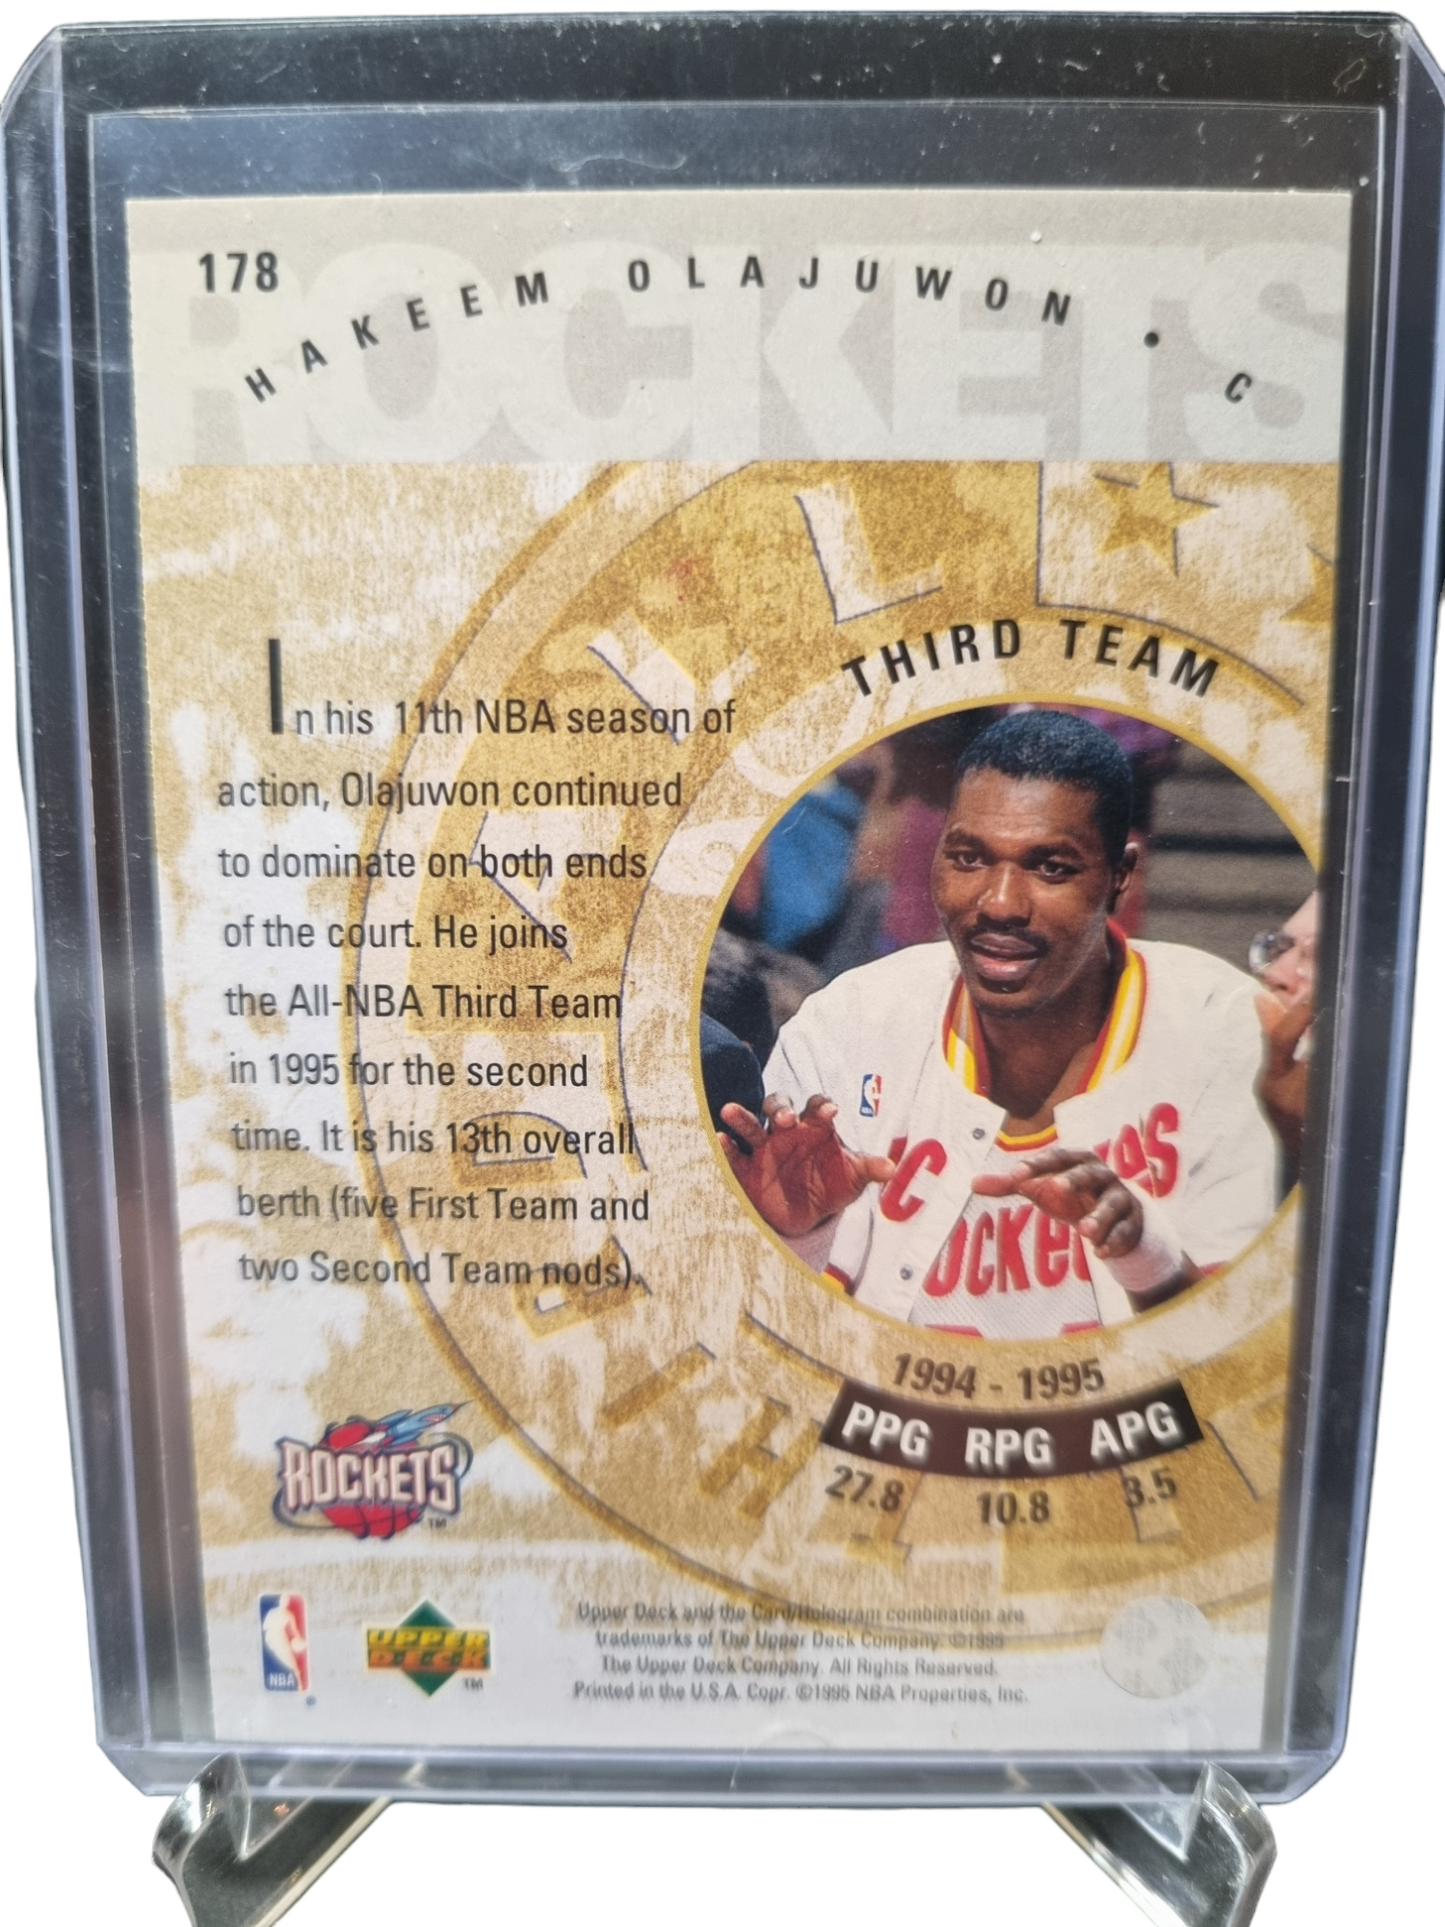 ROCKETS
178
HAKEEM OLAJUWON • C
THIRD TEAM
In his 11th NBA season of
action, Olajuwon continued
to dominate on both ends
of the court. He joins
the All-NBA Third Team
in 1995 for the second
time. It is his 13th overall
berth (five First Team and
two Second Team nods).
ROCKETS
1994 - 1995
PPG RPG APG
27.8 10.8 3.5
ROCKETS TM
NBA
UPPER
DECK TM
Upper Deck and the Card/Hologram combination are
trademarks of The Upper Deck Company. ©1995
The Upper Deck Company. All Rights Reserved.
Printed in the U.S.A. Copr. ©1995 NBA Properties, Inc.